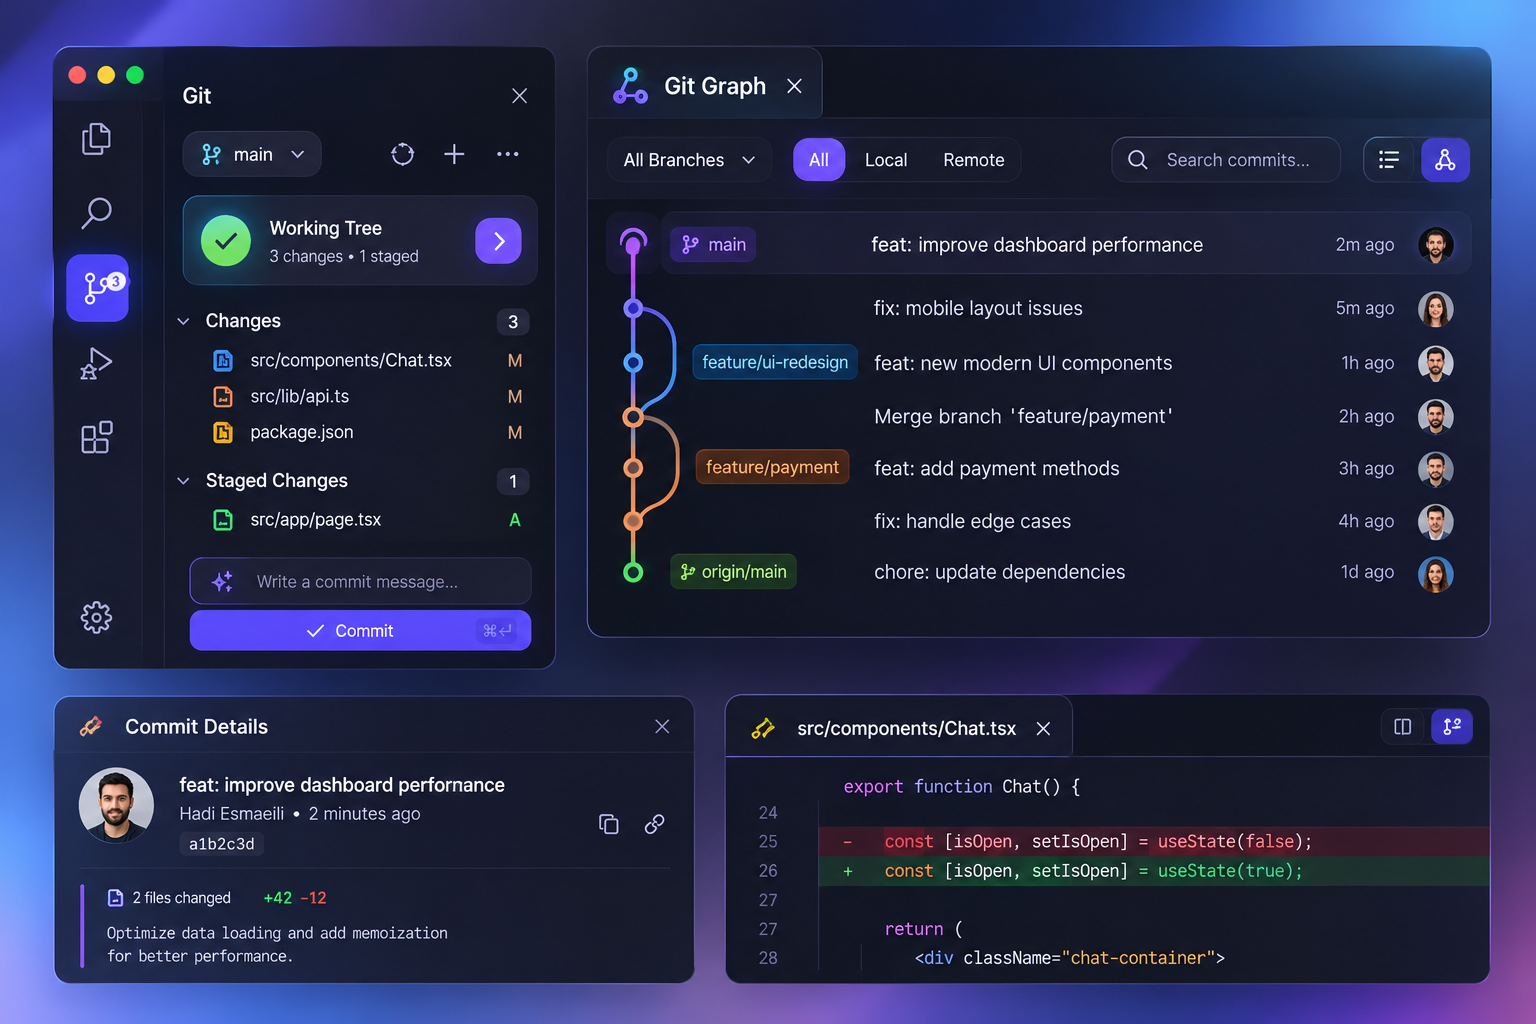 Git
main
Working Tree
3 changes • 1 staged
3
Changes
3
src/components/Chat.tsx M
src/lib/api.ts M
package.json M
Staged Changes
1
src/app/page.tsx A
Write a commit message...
Commit ⌘↵
Git Graph
All Branches
All
Local
Remote
Search commits...
main feat: improve dashboard performance 2m ago
fix: mobile layout issues 5m ago
feature/ui-redesign feat: new modern UI components 1h ago
Merge branch 'feature/payment' 2h ago
feature/payment feat: add payment methods 3h ago
fix: handle edge cases 4h ago
origin/main chore: update dependencies 1d ago
Commit Details
feat: improve dashboard perfornance
Hadi Esmaeili • 2 minutes ago
a1b2c3d
2 files changed +42 −12
Optimize data loading and add memoization
for better performance.
src/components/Chat.tsx
export function Chat() {
24
25 - const [isOpen, setIsOpen] = useState(false);
26 + const [isOpen, setIsOpen] = useState(true);
27
27 return (
28 <div className="chat-container">